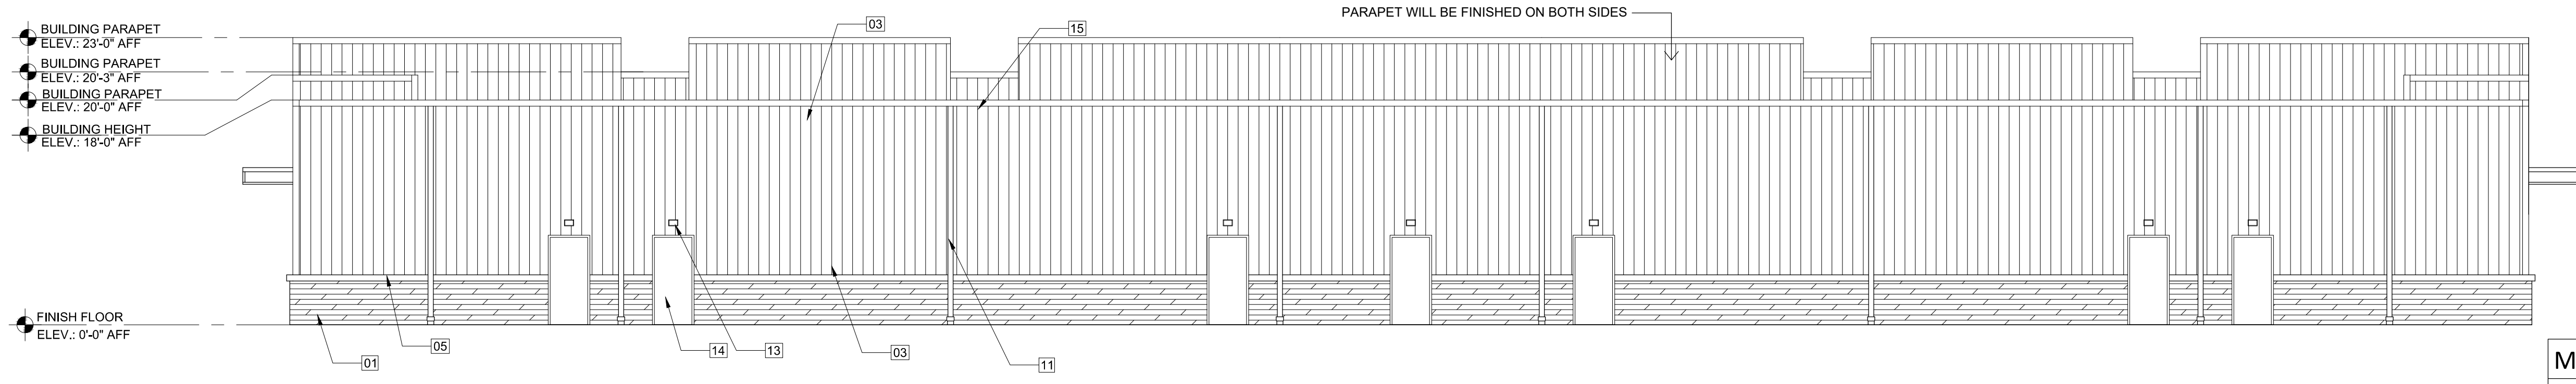 PARAPET WILL BE FINISHED ON BOTH SIDES
03
15
BUILDING PARAPET
ELEV.: 23'-0" AFF
BUILDING PARAPET
ELEV.: 20'-3" AFF
BUILDING PARAPET
ELEV.: 20'-0" AFF
BUILDING HEIGHT
ELEV.: 18'-0" AFF
FINISH FLOOR
ELEV.: 0'-0" AFF
01
05
14
13
03
11
M